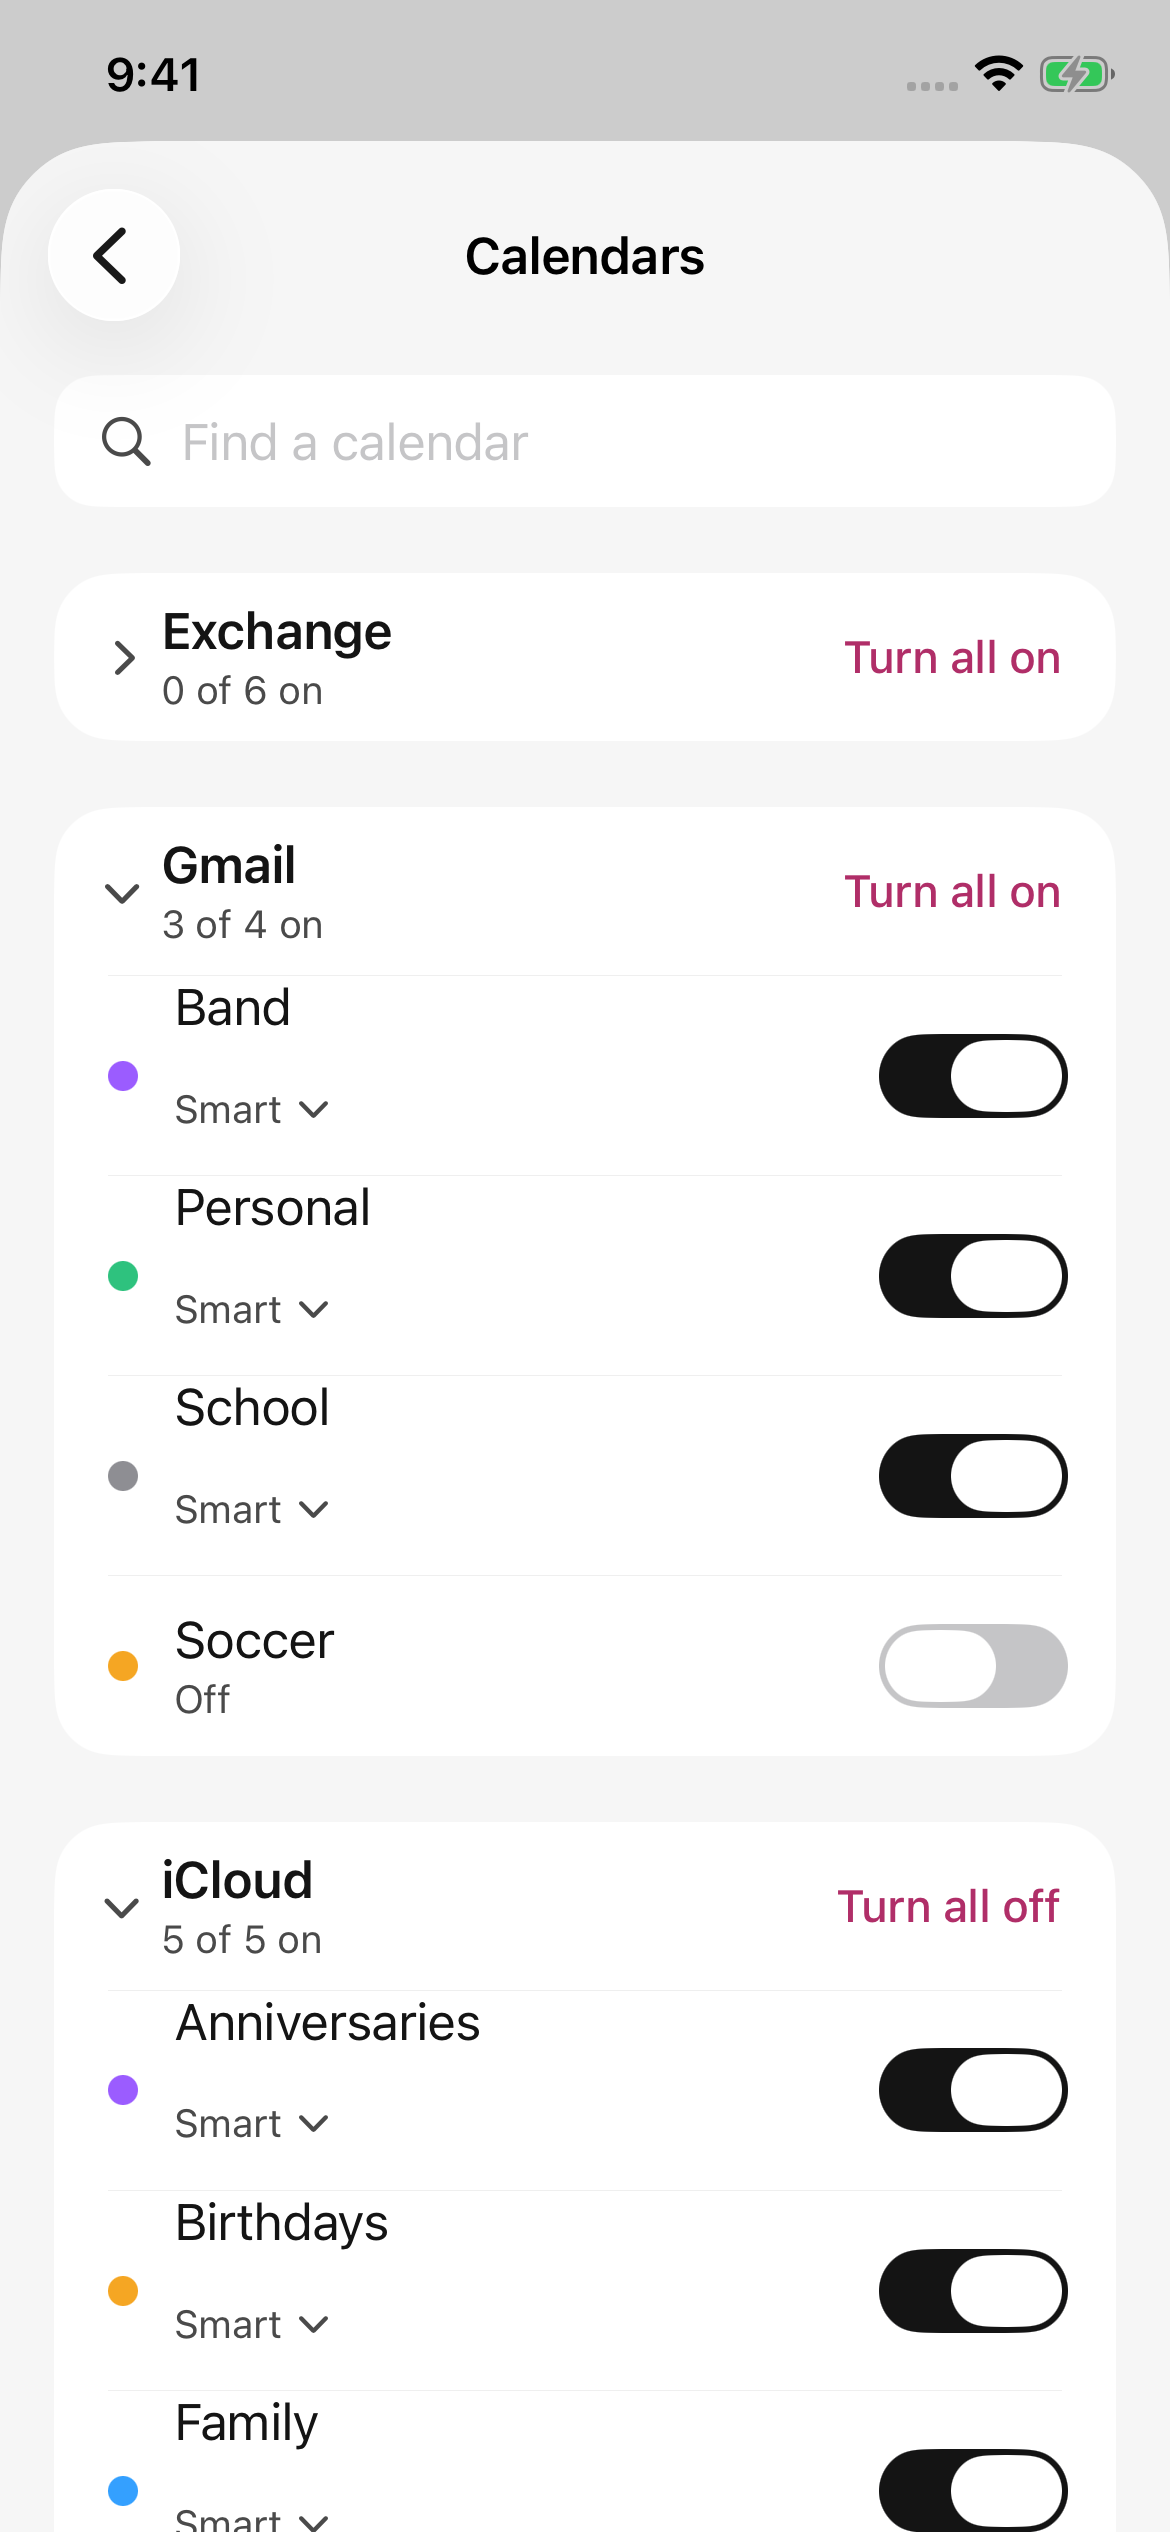 9:41
Calendars
Find a calendar
Exchange
0 of 6 on
Turn all on
Gmail
3 of 4 on
Turn all on
Band
Smart
Personal
Smart
School
Smart
Soccer
Off
iCloud
5 of 5 on
Turn all off
Anniversaries
Smart
Birthdays
Smart
Family
Smart